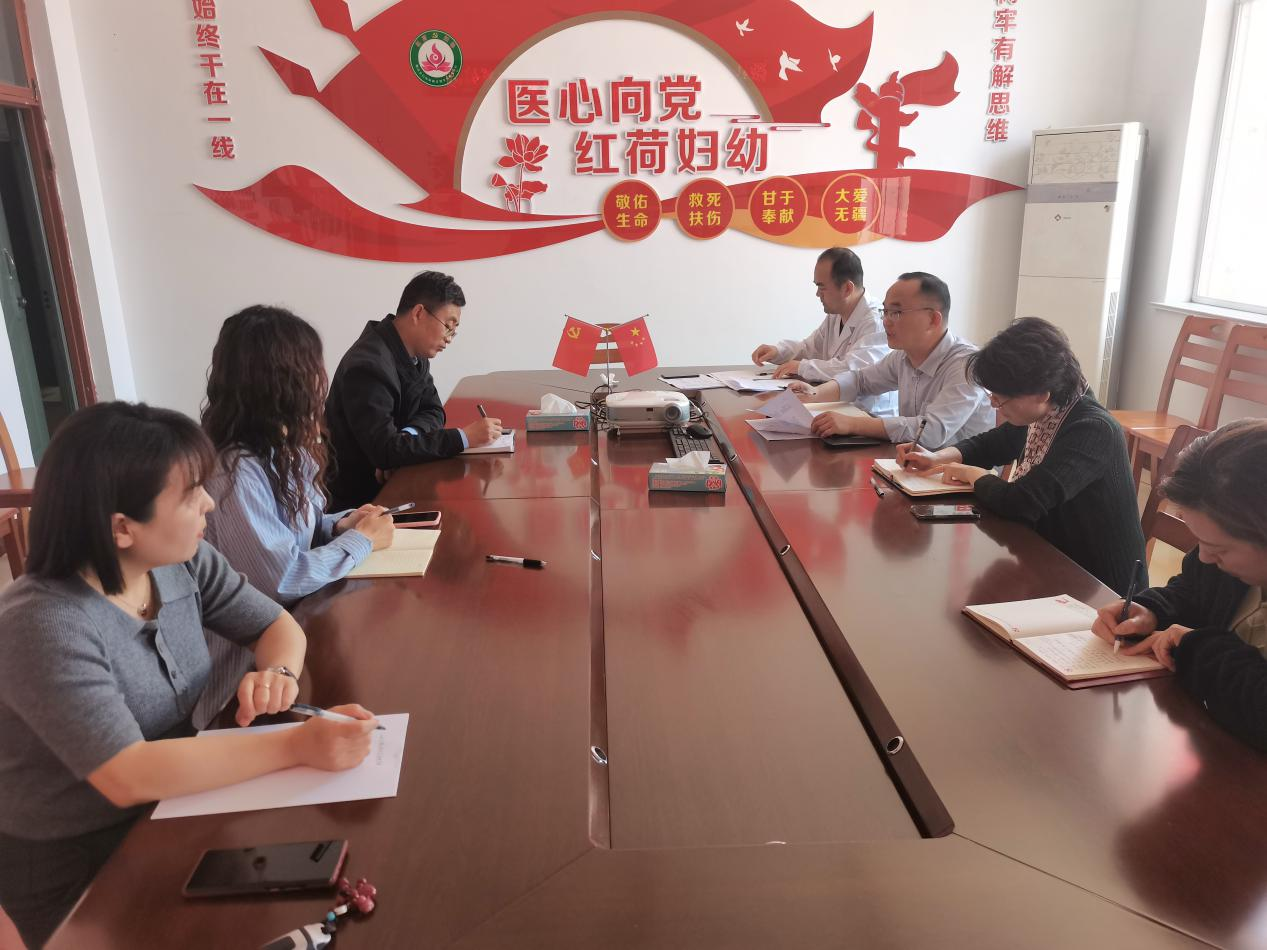 始终干在一线
牢有解思维
医心向党
红荷妇幼
敬佑
生命
救死
扶伤
甘于
奉献
大爱
无疆